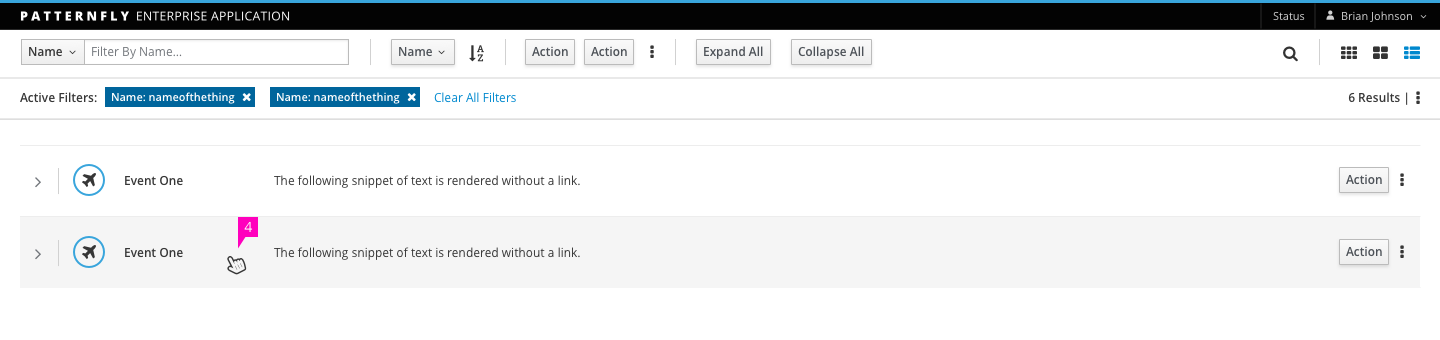 PATTERNFLY ENTERPRISE APPLICATION Status Brian Johnson
Name Filter By Name... Name A Z Action Action Expand All Collapse All
Active Filters: Name: nameofthething Name: nameofthething Clear All Filters 6 Results |
Event One The following snippet of text is rendered without a link. Action
4
Event One The following snippet of text is rendered without a link. Action